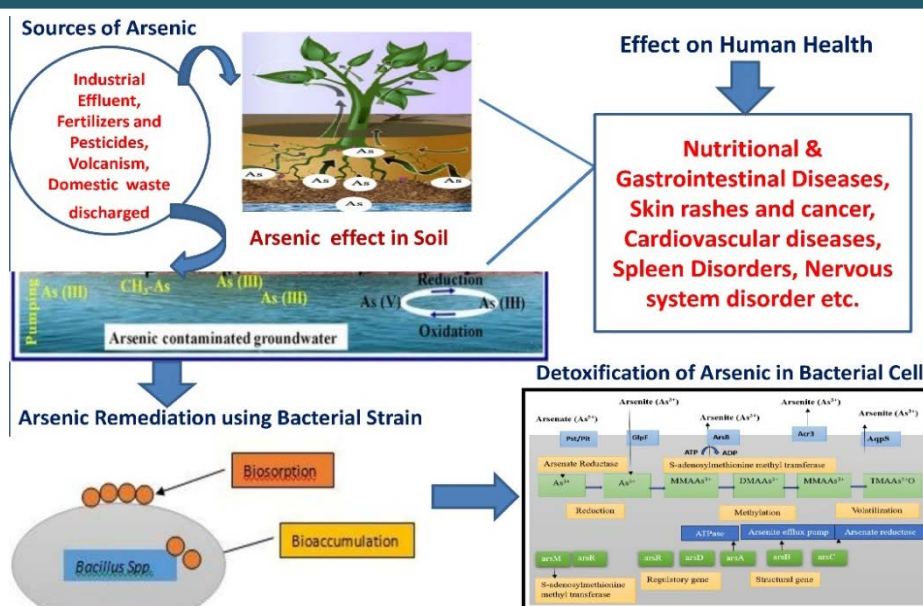 Sources of Arsenic
Industrial
Effluent,
Fertilizers and
Pesticides,
Volcanism,
Domestic waste
discharged
As
As
As
As
As
As
As
Arsenic effect in Soil
Effect on Human Health
Nutritional &
Gastrointestinal Diseases,
Skin rashes and cancer,
Cardiovascular diseases,
Spleen Disorders, Nervous
system disorder etc.
Pumping
As (III)
CH₃-As
As (III)
As (III)
Reduction
As (V)
As (III)
Oxidation
Arsenic contaminated groundwater
Arsenic Remediation using Bacterial Strain
Biosorption
Bioaccumulation
Bacillus Spp.
Detoxification of Arsenic in Bacterial Cell
Arsenate (As⁵⁺)
Arsenite (As³⁺)
Arsenite (As³⁺)
Arsenite (As³⁺)
Arsenite (As³⁺)
Pst/Pit
GlpF
ArsB
Acr3
AqpS
ATP
ADP
Arsenate Reductase
S-adenosylmethionine methyl transferase
As⁵⁺
As³⁺
MMAAs⁵⁺
DMAAs⁵⁺
MMAAs³⁺
TMAAs⁵⁺O
Reduction
Methylation
Volatilization
ATPase
Arsenite efflux pump
Arsenate reductase
arsM
arsR
arsR
arsD
arsA
arsB
arsC
S-adenosylmethionine
methyl transferase
Regulatory gene
Structural gene